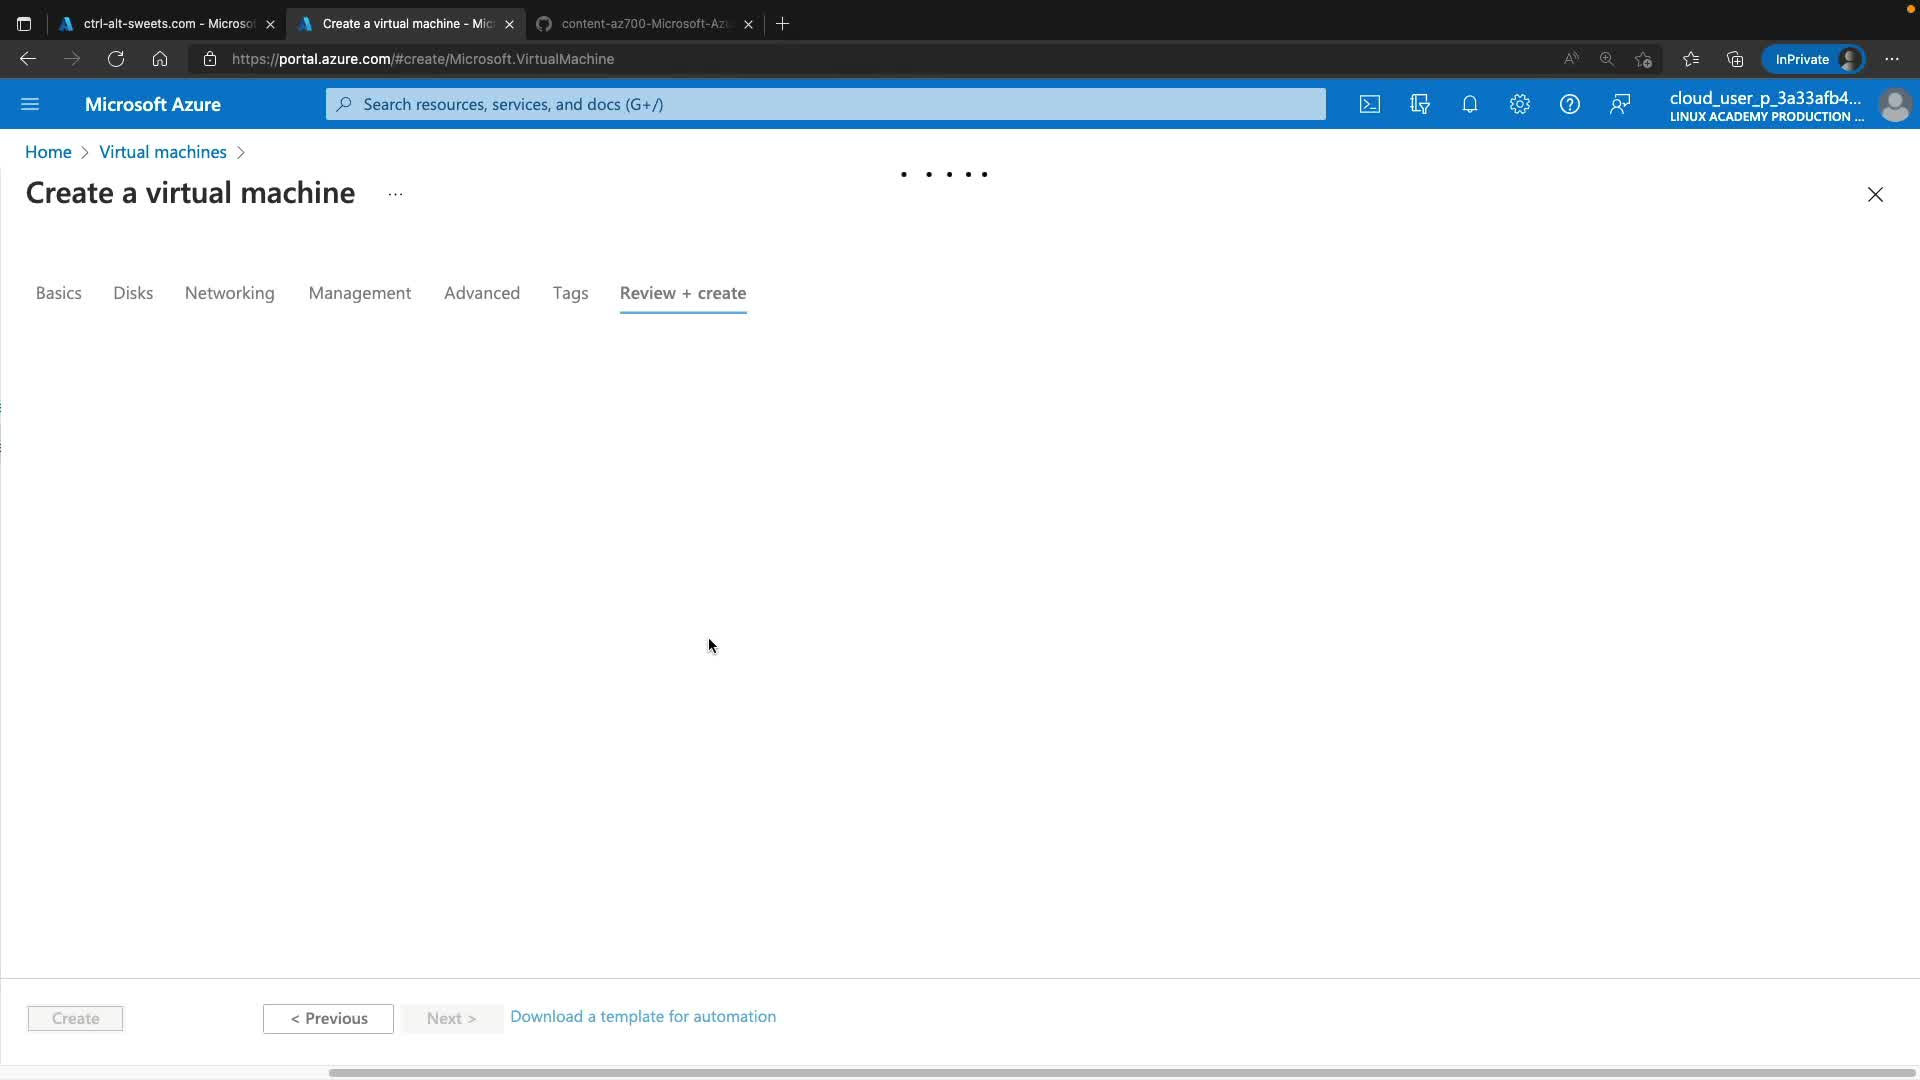 ctrl-alt-sweets.com - Microsof
Create a virtual machine - Mic
content-az700-Microsoft-Azu
https://portal.azure.com/#create/Microsoft.VirtualMachine
InPrivate
Microsoft Azure
Search resources, services, and docs (G+/)
cloud_user_p_3a33afb4...
LINUX ACADEMY PRODUCTION ...
Home > Virtual machines >
Create a virtual machine ...
Basics
Disks
Networking
Management
Advanced
Tags
Review + create
Create
< Previous
Next >
Download a template for automation